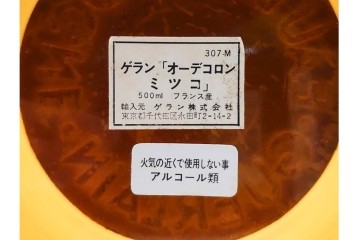 307-M
ゲラン「オーデコロン
ミツコ」
500ml フランス産
輸入元 ゲラン株式会社
東京都千代田区永田町2-14-2
火気の近くで使用しない事
アルコール類